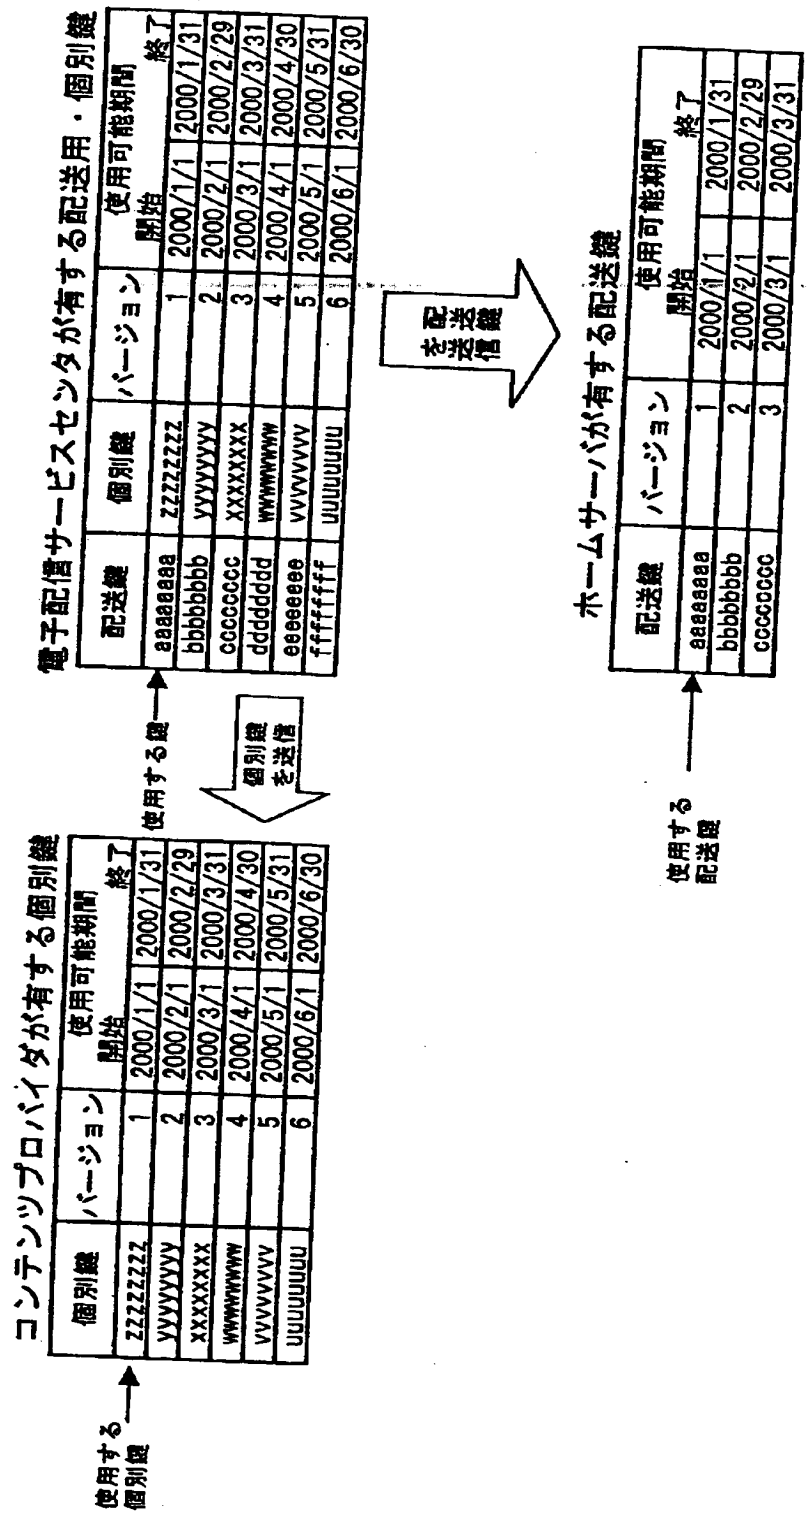 電子配信サービスセンタが有する配送用・個別鍵
配送鍵 個別鍵 バージョン 使用可能期間
開始 終了
aaaaaaaa zzzzzzzz 1 2000/1/1 2000/1/31
bbbbbbbb yyyyyyyy 2 2000/2/1 2000/2/29
cccccccc xxxxxxxx 3 2000/3/1 2000/3/31
dddddddd wwwwwwww 4 2000/4/1 2000/4/30
eeeeeeee vvvvvvvv 5 2000/5/1 2000/5/31
ffffffff uuuuuuuu 6 2000/6/1 2000/6/30
使用する鍵
個別鍵
を送信
配送鍵
を送信
コンテンツプロバイダが有する個別鍵
個別鍵 バージョン 使用可能期間
開始 終了
zzzzzzzz 1 2000/1/1 2000/1/31
yyyyyyyy 2 2000/2/1 2000/2/29
xxxxxxxx 3 2000/3/1 2000/3/31
wwwwwwww 4 2000/4/1 2000/4/30
vvvvvvvv 5 2000/5/1 2000/5/31
uuuuuuuu 6 2000/6/1 2000/6/30
使用する
個別鍵
ホームサーバが有する配送鍵
配送鍵 バージョン 使用可能期間
開始 終了
aaaaaaaa 1 2000/1/1 2000/1/31
bbbbbbbb 2 2000/2/1 2000/2/29
cccccccc 3 2000/3/1 2000/3/31
使用する
配送鍵